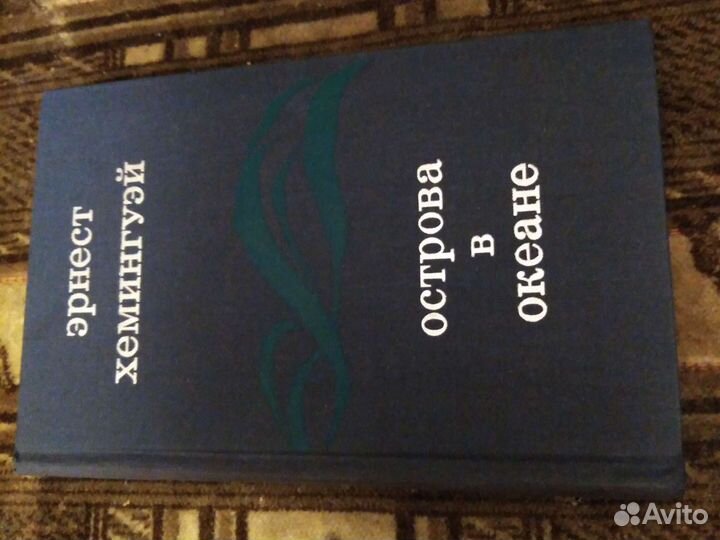 эрнест
хемингуэй
острова
в
океане
Avito